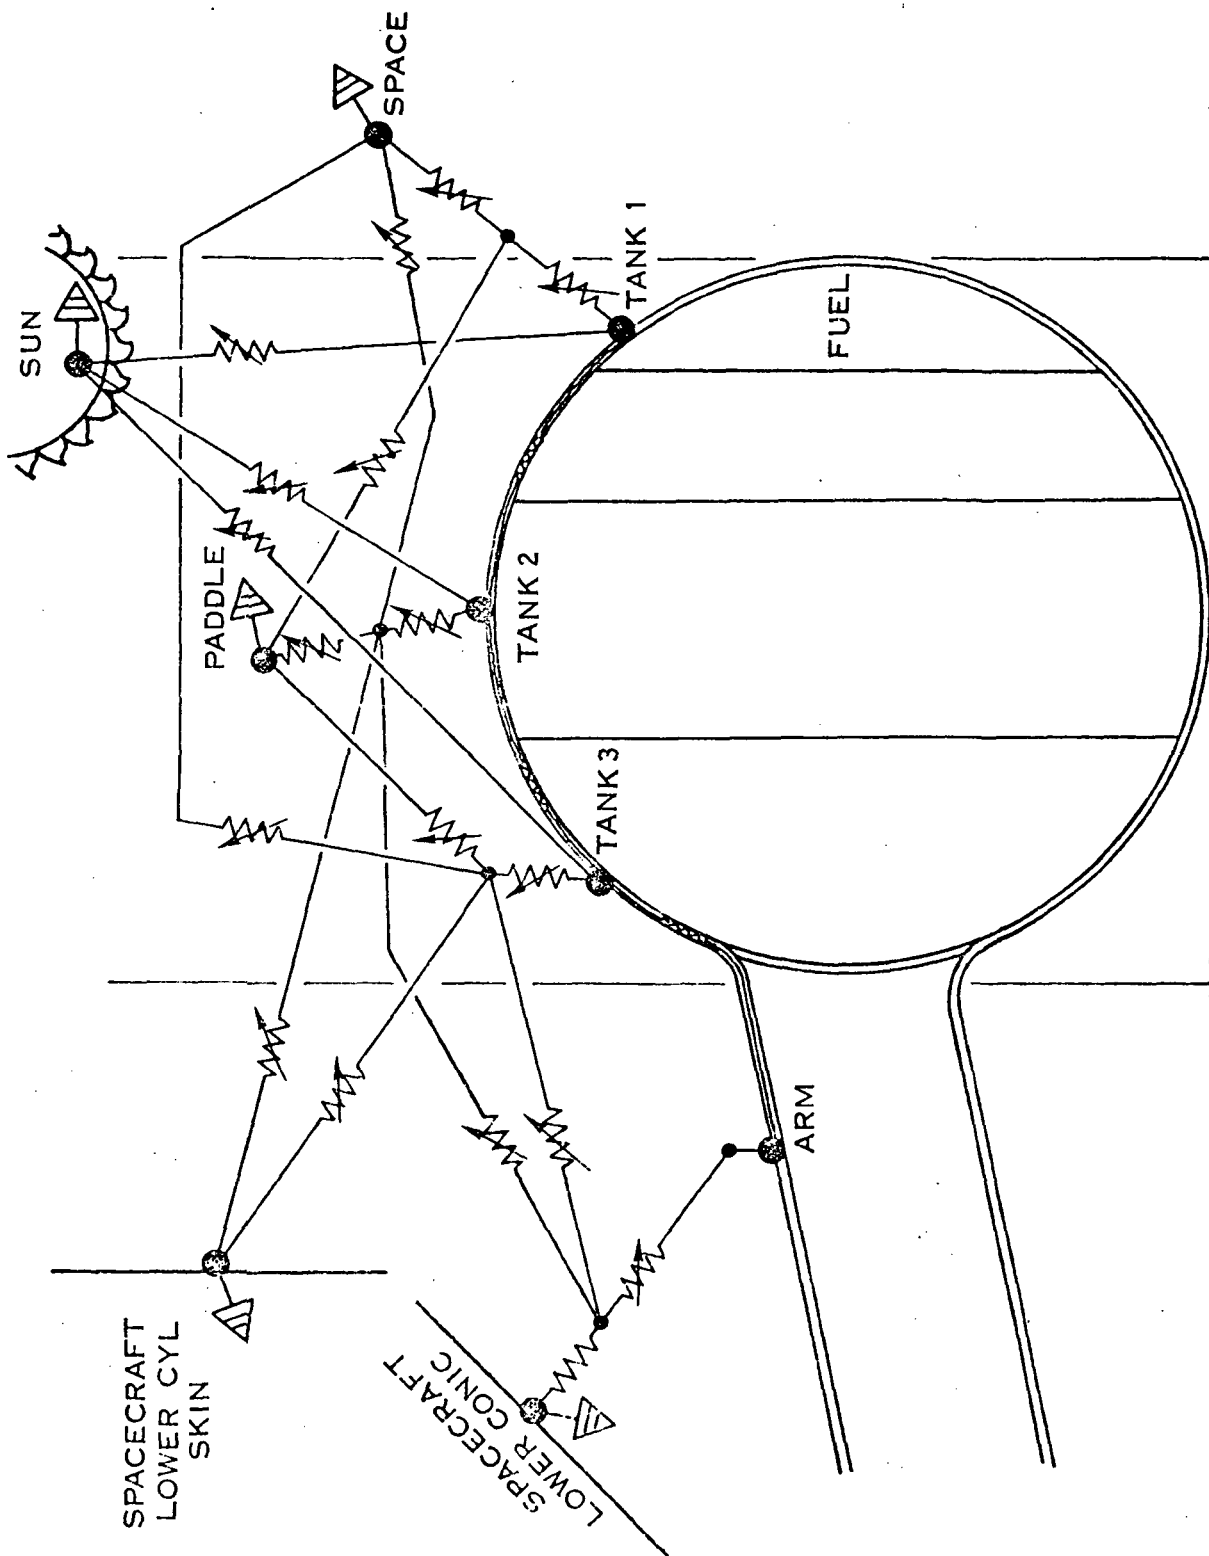 SPACECRAFT
LOWER CYL
SKIN
SPACECRAFT
LOWER CONIC
PADDLE
SUN
SPACE
TANK 3
TANK 2
TANK 1
ARM
FUEL